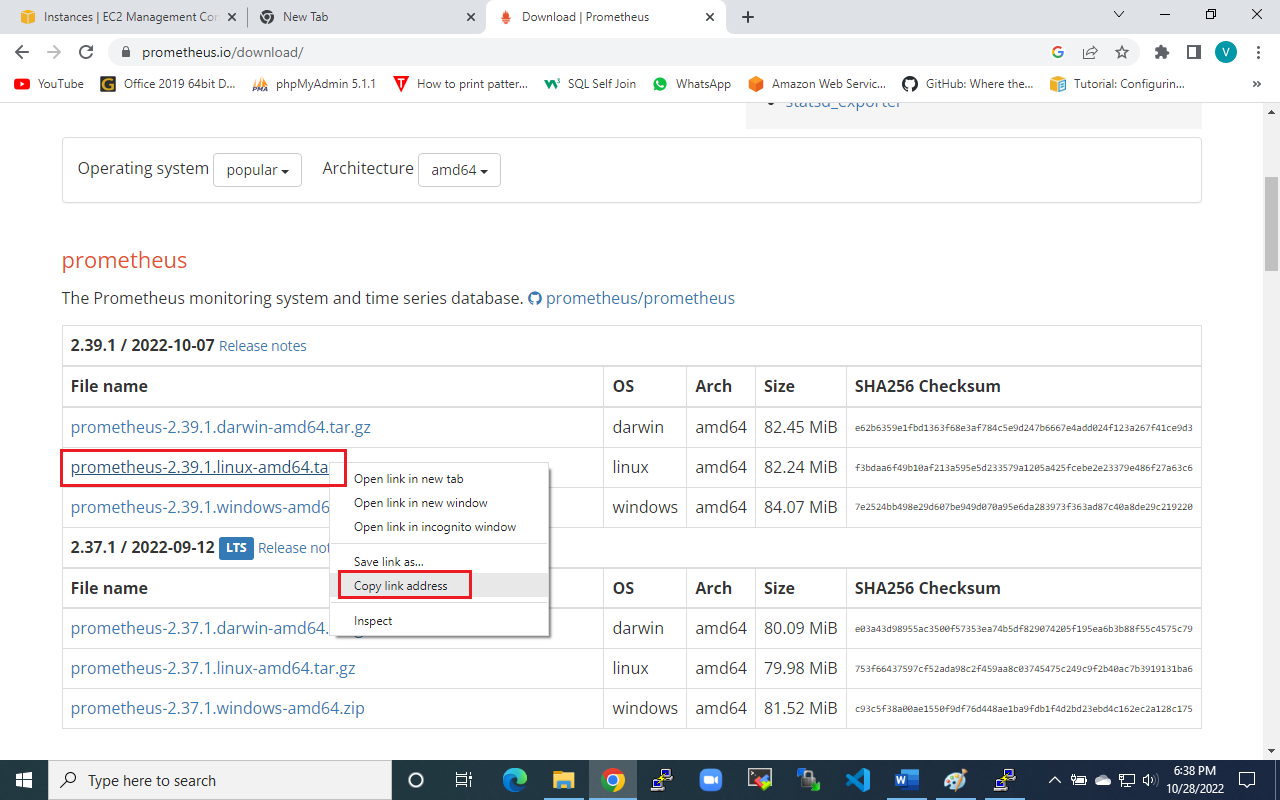 Instances | EC2 Management Con
New Tab
Download | Prometheus
prometheus.io/download/
V
YouTube
Office 2019 64bit D...
phpMyAdmin 5.1.1
How to print patter...
SQL Self Join
WhatsApp
Amazon Web Servic...
GitHub: Where the...
Tutorial: Configurin...
»
statsd_exporter
Operating system popular Architecture amd64
prometheus
The Prometheus monitoring system and time series database. prometheus/prometheus
2.39.1 / 2022-10-07 Release notes
File name OS Arch Size SHA256 Checksum
prometheus-2.39.1.darwin-amd64.tar.gz darwin amd64 82.45 MiB e62b6359e1fbd1363f68e3af784c5e9d247b6667e4add024f123a267f41ce9d3
prometheus-2.39.1.linux-amd64.ta linux amd64 82.24 MiB f3bdaa6f49b10af213a595e5d233579a1205a425fcebe2e23379e486f27a63c6
prometheus-2.39.1.windows-amd6 windows amd64 84.07 MiB 7e2524bb498e29d607be949d070a95e6da283973f363ad87c40a8de29c219220
2.37.1 / 2022-09-12 LTS Release not
File name OS Arch Size SHA256 Checksum
prometheus-2.37.1.darwin-amd64. darwin amd64 80.09 MiB e03a43d98955ac3500f57353ea74b5df829074205f195ea6b3b88f55c4575c79
prometheus-2.37.1.linux-amd64.tar.gz linux amd64 79.98 MiB 753f66437597cf52ada98c2f459aa8c03745475c249c9f2b40ac7b3919131ba6
prometheus-2.37.1.windows-amd64.zip windows amd64 81.52 MiB c93c5f38a00ae1550f9df76d448ae1ba9fdb1f4d2bd23ebd4c162ec2a128c175
Open link in new tab
Open link in new window
Open link in incognito window
Save link as...
Copy link address
Inspect
Type here to search
6:38 PM
10/28/2022